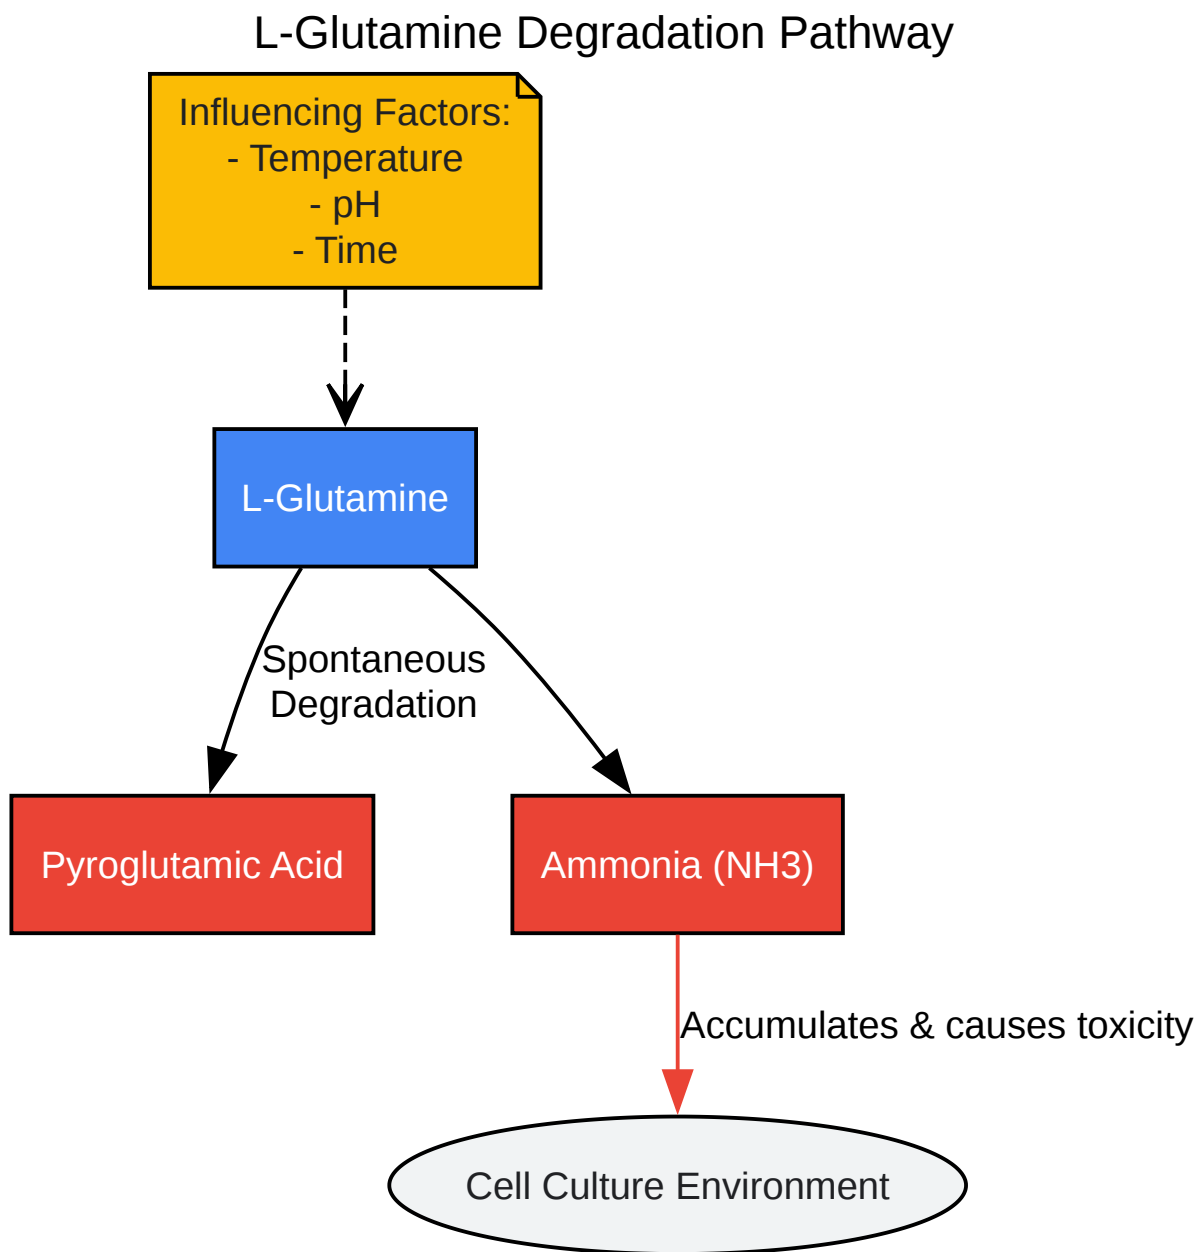 L-Glutamine Degradation Pathway
Influencing Factors:
- Temperature
- pH
- Time
L-Glutamine
Spontaneous
Degradation
Pyroglutamic Acid
Ammonia (NH3)
Accumulates & causes toxicity
Cell Culture Environment